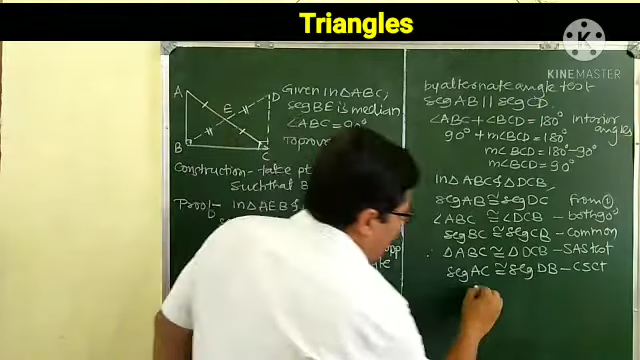 Triangles
KINEMASTER
A
D
E
B
C
Given in △ABC,
seg BE is median
∠ABC = 90°
To prove
Construction - take pt
such that B
Proof - In △AEB &
by alternate angle test
seg AB || seg CD.
∠ABC + ∠BCD = 180° interior angles
90° + m∠BCD = 180°
m∠BCD = 180° - 90°
m∠BCD = 90°
In △ABC & △DCB,
seg AB ≅ seg DC from ①,
∠ABC ≅ ∠DCB - both 90°
seg BC ≅ seg CB - common
∴ △ABC ≅ △DCB - SAS test
seg AC ≅ seg DB - CSCT